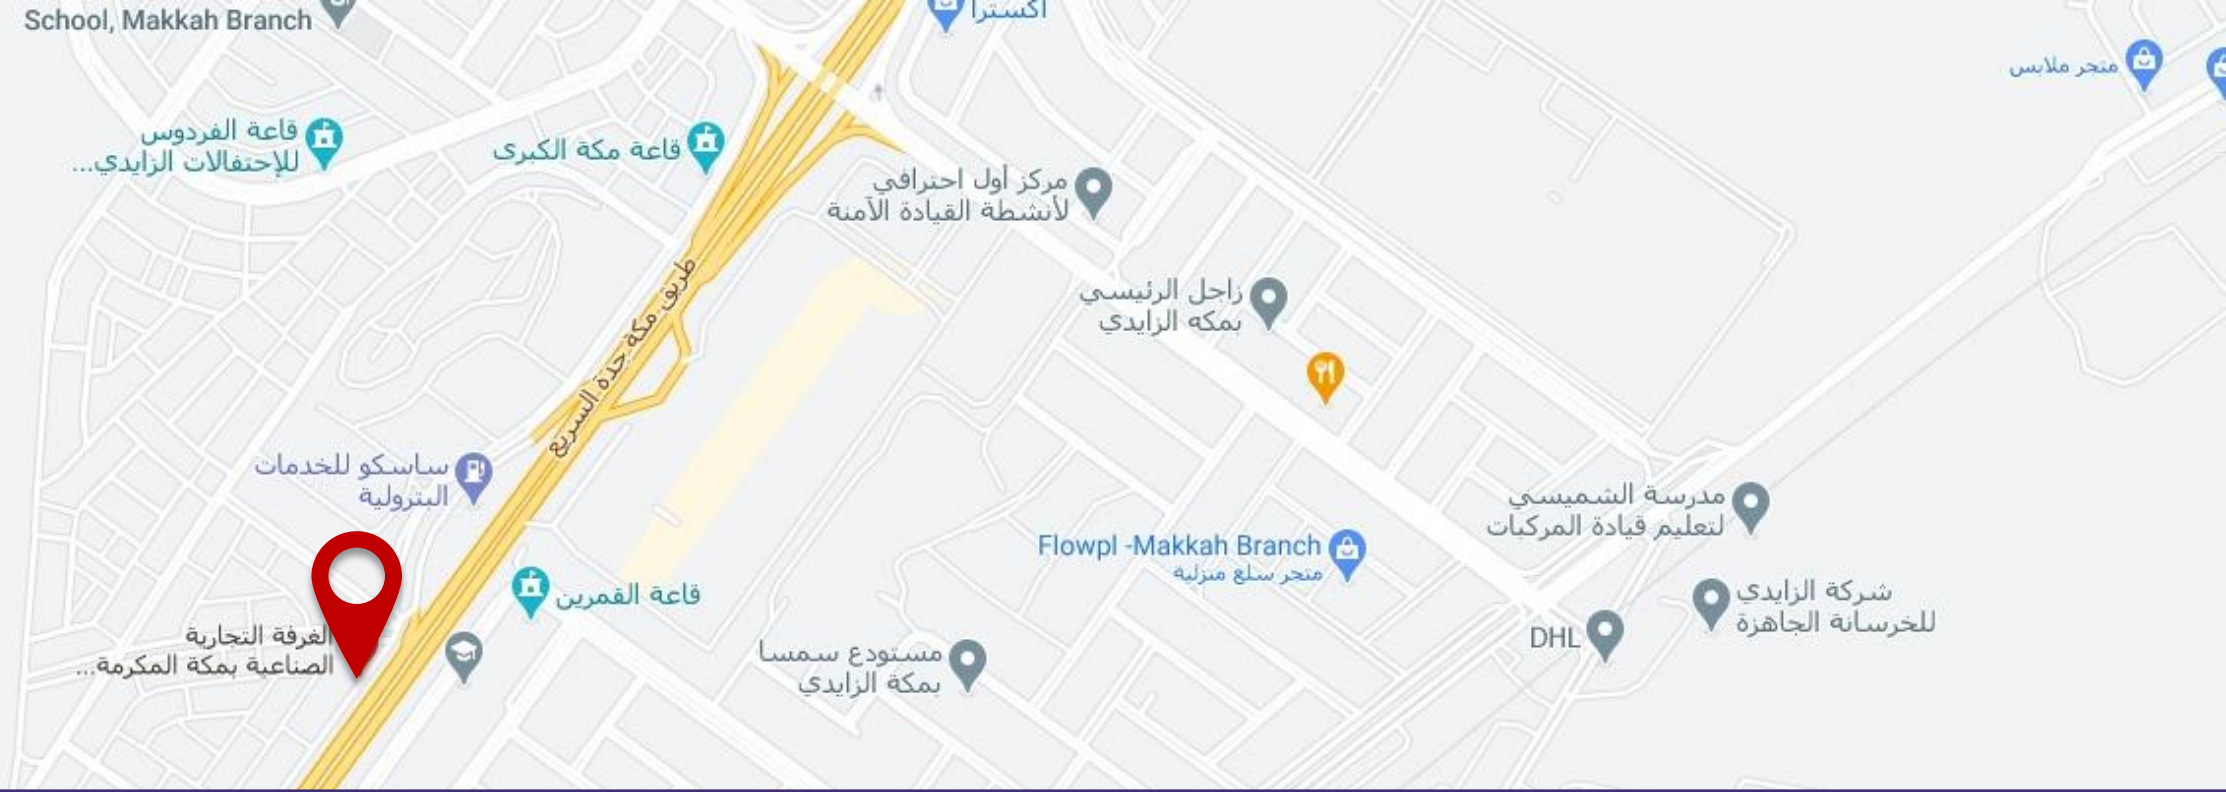 School, Makkah Branch
اكسترا
متجر ملابس
قاعة الفردوس
للإحتفالات الزايدي...
قاعة مكة الكبرى
مركز أول احترافي
لأنشطة القيادة الآمنة
طريق مكة جدة السريع
زاجل الرئيسي
بمكه الزايدي
ساسكو للخدمات
البترولية
مدرسة الشميسي
لتعليم قيادة المركبات
Flowpl -Makkah Branch
متجر سلع منزلية
قاعة القمرين
شركة الزايدي
للخرسانة الجاهزة
DHL
الغرفة التجارية
الصناعية بمكة المكرمة...
مستودع سمسا
بمكة الزايدي